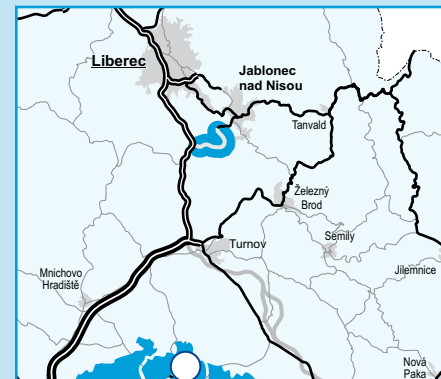 Liberec
Jablonec
nad Nisou
Tanvald
Železný
Brod
Turnov
Semily
Jilemnice
Mnichovo
Hradiště
Nová
Paka